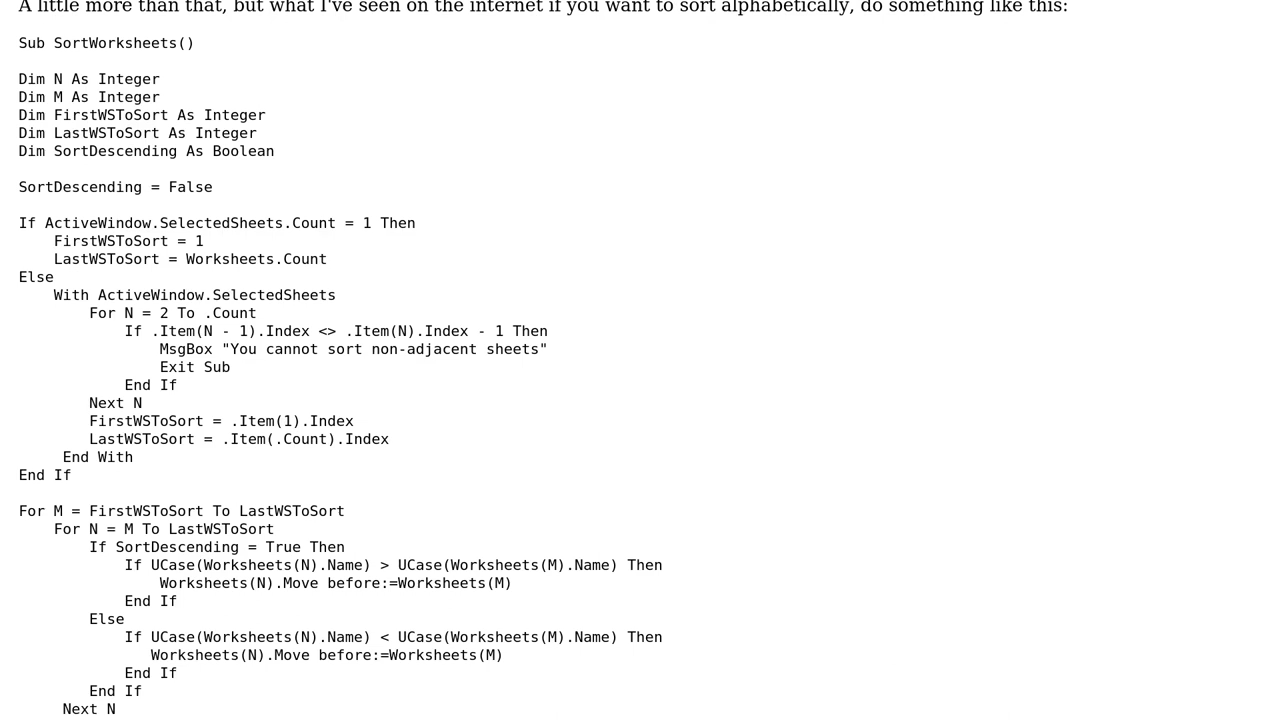 A little more than that, but what I've seen on the internet if you want to sort alphabetically, do something like this:
Sub SortWorksheets()
Dim N As Integer
Dim M As Integer
Dim FirstWSToSort As Integer
Dim LastWSToSort As Integer
Dim SortDescending As Boolean
SortDescending = False
If ActiveWindow.SelectedSheets.Count = 1 Then
    FirstWSToSort = 1
    LastWSToSort = Worksheets.Count
Else
    With ActiveWindow.SelectedSheets
        For N = 2 To .Count
            If .Item(N - 1).Index <> .Item(N).Index - 1 Then
                MsgBox "You cannot sort non-adjacent sheets"
                Exit Sub
            End If
        Next N
        FirstWSToSort = .Item(1).Index
        LastWSToSort = .Item(.Count).Index
     End With
End If
For M = FirstWSToSort To LastWSToSort
    For N = M To LastWSToSort
        If SortDescending = True Then
            If UCase(Worksheets(N).Name) > UCase(Worksheets(M).Name) Then
                Worksheets(N).Move before:=Worksheets(M)
            End If
        Else
            If UCase(Worksheets(N).Name) < UCase(Worksheets(M).Name) Then
               Worksheets(N).Move before:=Worksheets(M)
            End If
        End If
     Next N